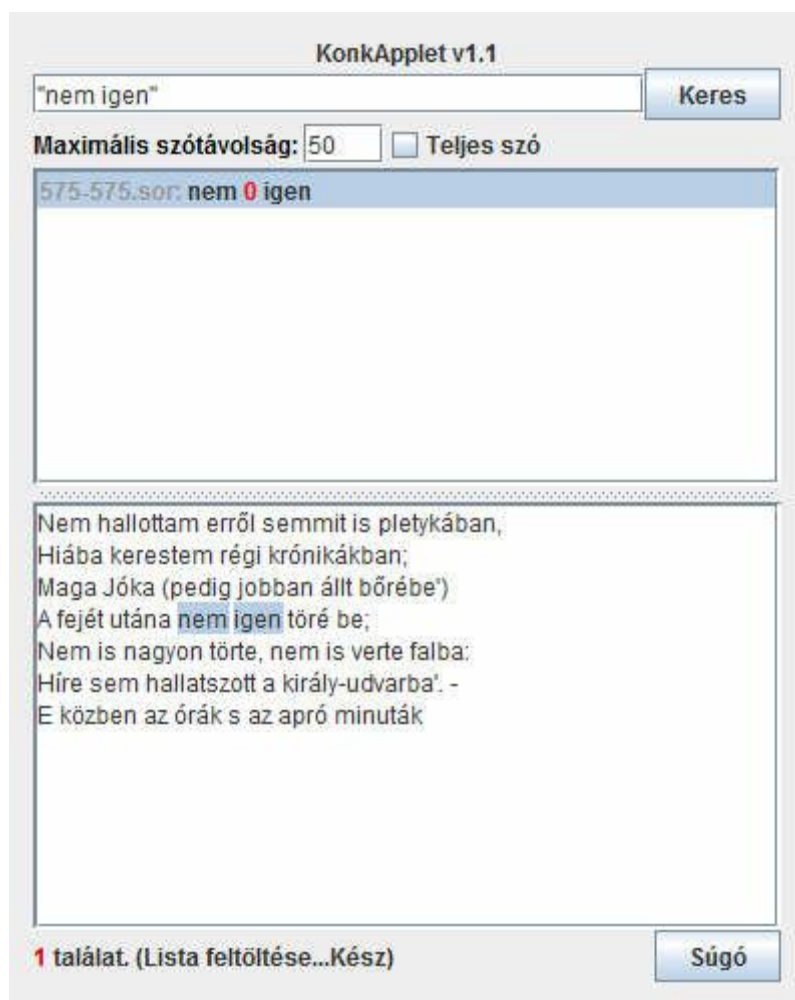 KonkApplet v1.1
"nem igen"
Keres
Maximális szótávolság: 50 Teljes szó
575-575.sor: nem 0 igen
Nem hallottam erről semmit is pletykában,
Hiába kerestem régi krónikákban;
Maga Jóka (pedig jobban állt bőrébe')
A fejét utána nem igen töré be;
Nem is nagyon törte, nem is verte falba:
Híre sem hallatszott a király-udvarba'. -
E közben az órák s az apró minuták
1 találat. (Lista feltöltése...Kész)
Súgó